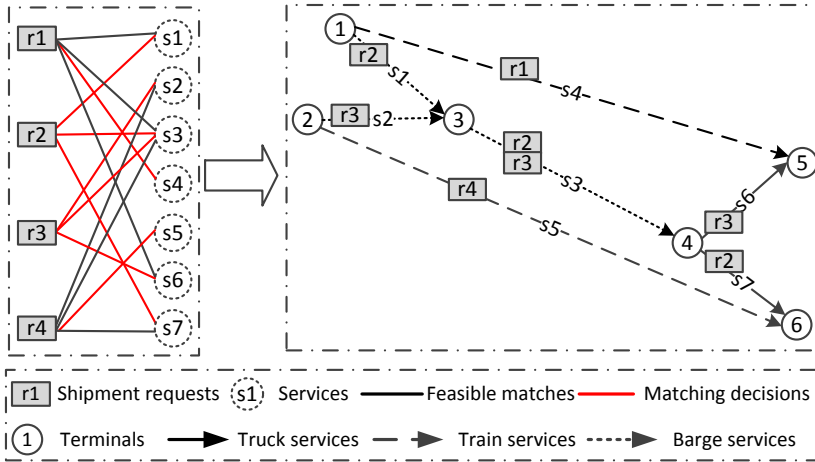 r1
r2
r3
r4
s1
s2
s3
s4
s5
s6
s7
1
r2
s1
r1
s4
2
r3
s2
3
r2
r3
s3
5
r4
s5
s6
r3
4
r2
s7
6
r1 Shipment requests s1 Services Feasible matches Matching decisions
1 Terminals Truck services Train services Barge services